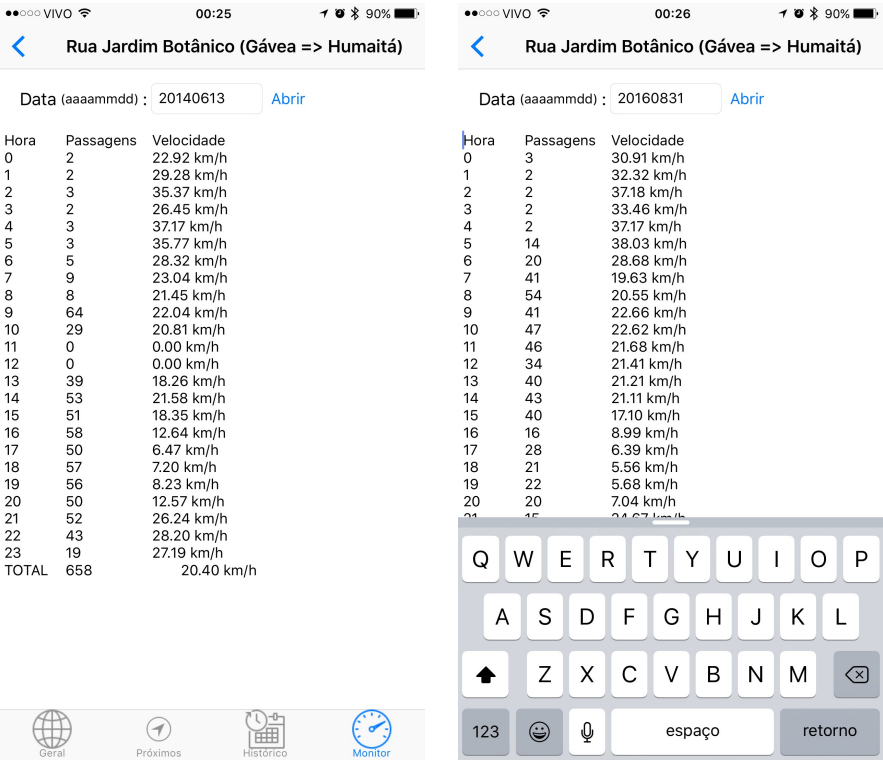 VIVO 00:25 90%
Rua Jardim Botânico (Gávea => Humaitá)
Data (aaaammdd) : 20140613 Abrir
Hora Passagens Velocidade
0 2 22.92 km/h
1 2 29.28 km/h
2 3 35.37 km/h
3 2 26.45 km/h
4 3 37.17 km/h
5 3 35.77 km/h
6 5 28.32 km/h
7 9 23.04 km/h
8 8 21.45 km/h
9 64 22.04 km/h
10 29 20.81 km/h
11 0 0.00 km/h
12 0 0.00 km/h
13 39 18.26 km/h
14 53 21.58 km/h
15 51 18.35 km/h
16 58 12.64 km/h
17 50 6.47 km/h
18 57 7.20 km/h
19 56 8.23 km/h
20 50 12.57 km/h
21 52 26.24 km/h
22 43 28.20 km/h
23 19 27.19 km/h
TOTAL 658 20.40 km/h
Geral Próximos Histórico Monitor
VIVO 00:26 90%
Rua Jardim Botânico (Gávea => Humaitá)
Data (aaaammdd) : 20160831 Abrir
Hora Passagens Velocidade
0 3 30.91 km/h
1 2 32.32 km/h
2 2 37.18 km/h
3 2 33.46 km/h
4 2 37.17 km/h
5 14 38.03 km/h
6 20 28.68 km/h
7 41 19.63 km/h
8 54 20.55 km/h
9 41 22.66 km/h
10 47 22.62 km/h
11 46 21.68 km/h
12 34 21.41 km/h
13 40 21.21 km/h
14 43 21.11 km/h
15 40 17.10 km/h
16 16 8.99 km/h
17 28 6.39 km/h
18 21 5.56 km/h
19 22 5.68 km/h
20 20 7.04 km/h
Q W E R T Y U I O P
A S D F G H J K L
Z X C V B N M
123 espaço retorno